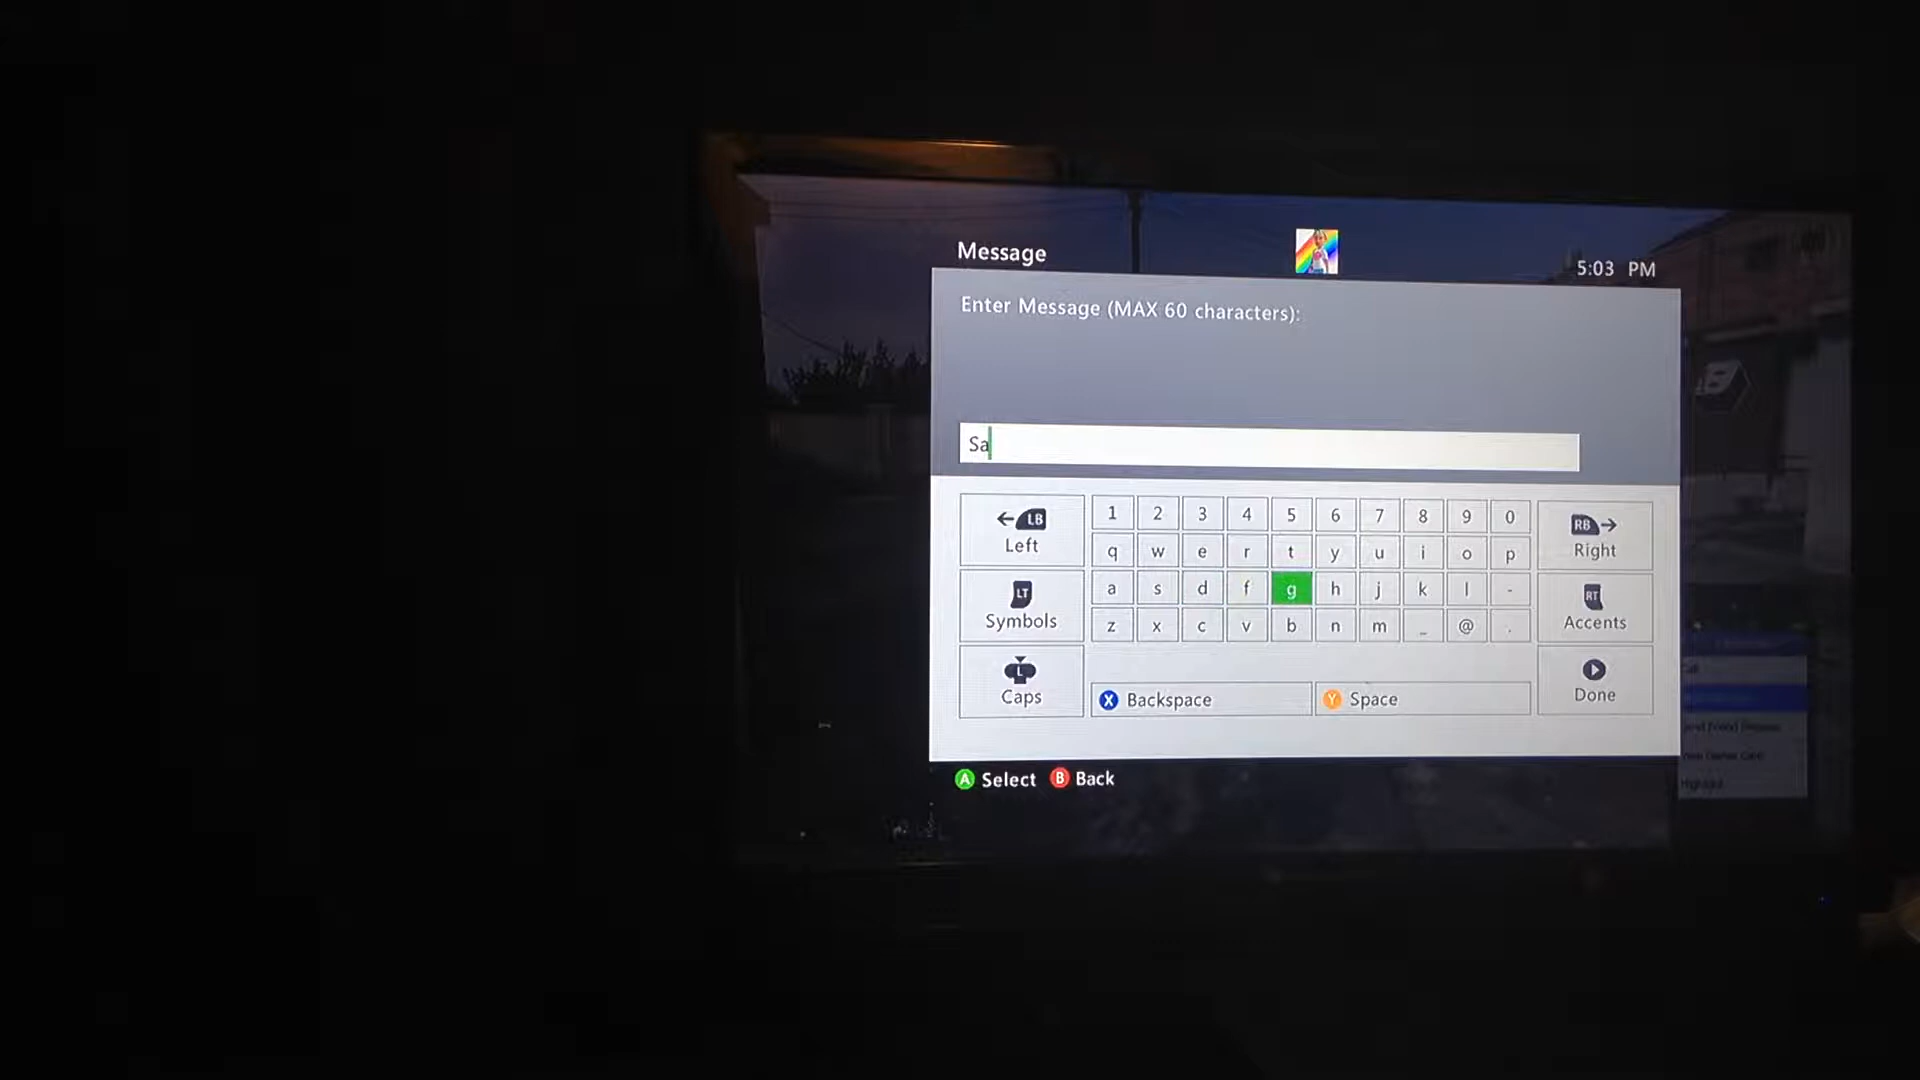 Message
5:03 PM
Enter Message (MAX 60 characters):
Sa
LB
Left
1 2 3 4 5 6 7 8 9 0
RB
Right
q w e r t y u i o p
LT
Symbols
a s d f g h j k l -
RT
Accents
z x c v b n m _ @ .
L
Caps
X Backspace
Y Space
Done
A Select B Back